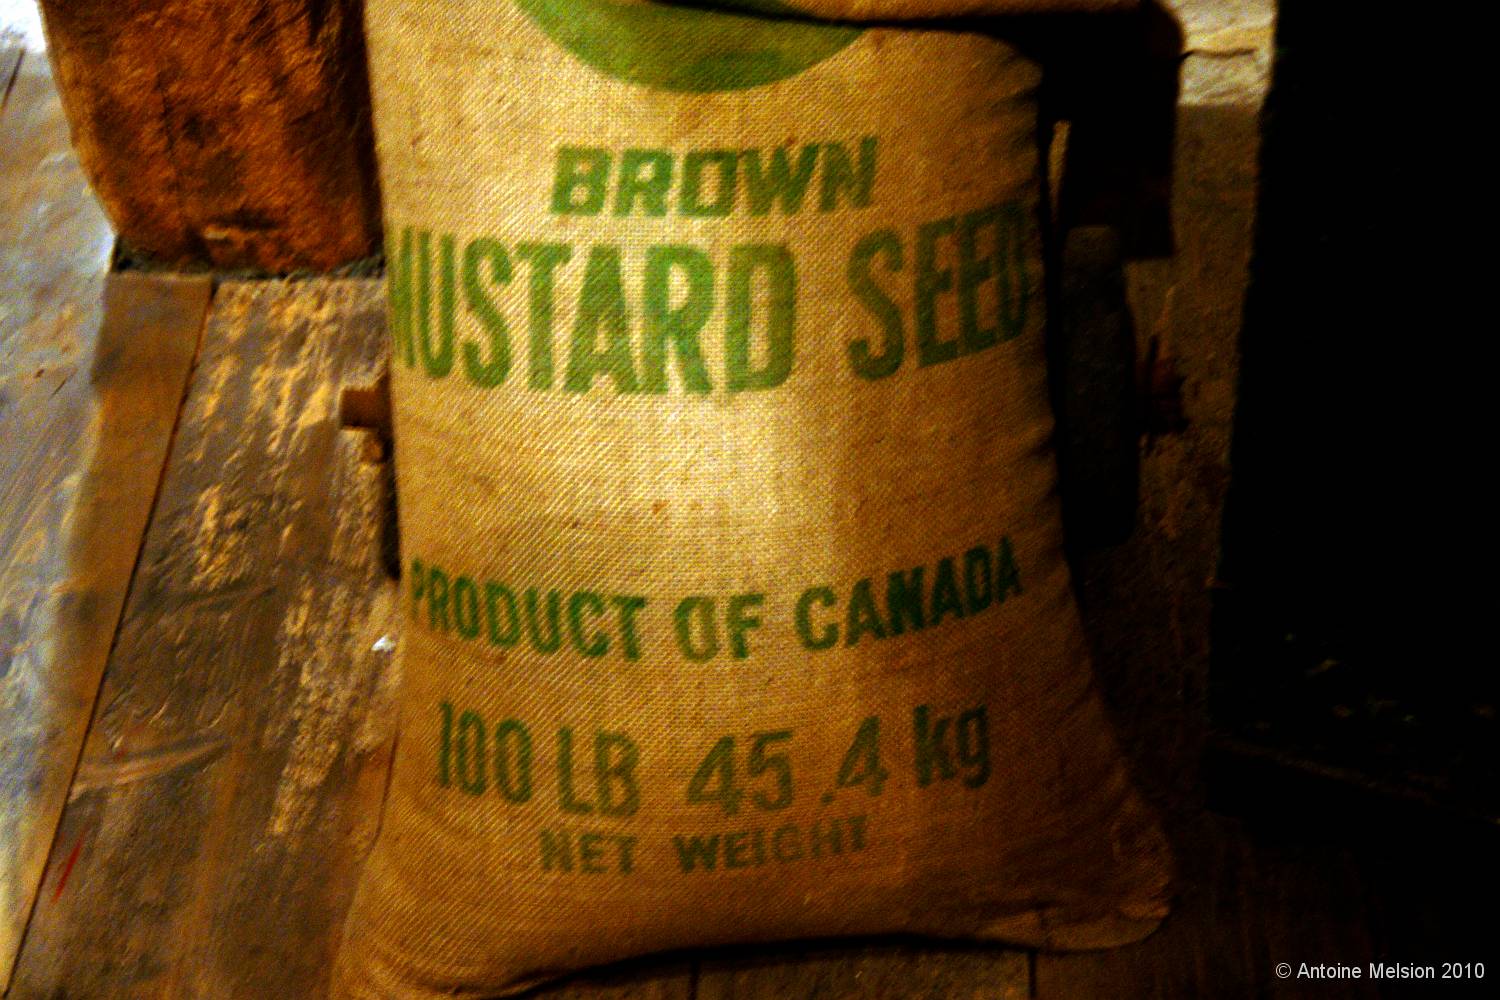 BROWN
MUSTARD SEED
PRODUCT OF CANADA
100 LB 45.4 kg
NET WEIGHT
© Antoine Melsion 2010